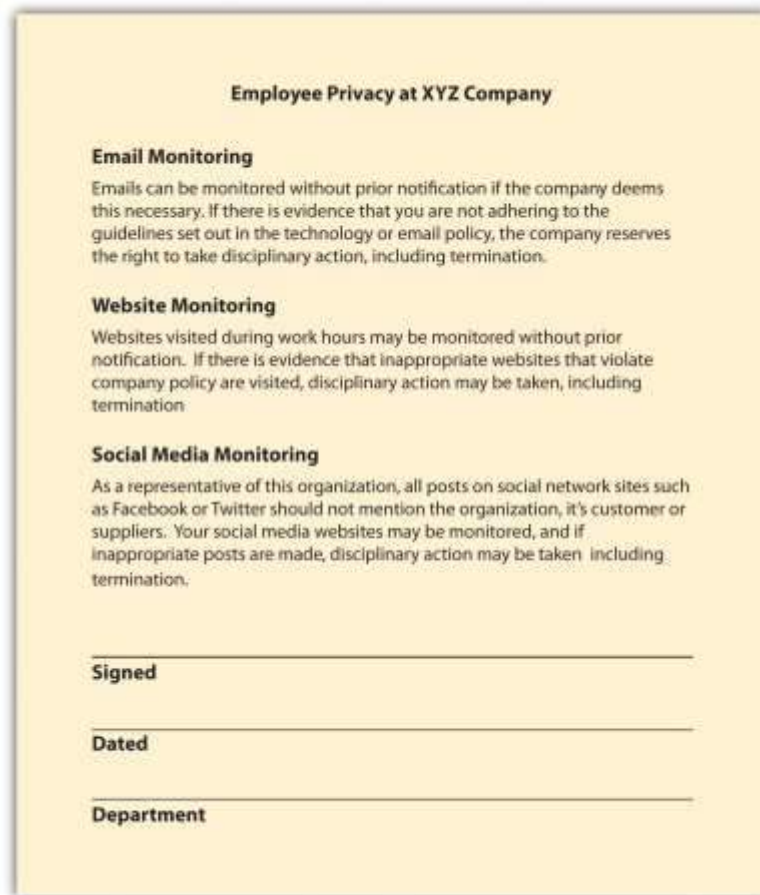 Employee Privacy at XYZ Company
Email Monitoring
Emails can be monitored without prior notification if the company deems
this necessary. If there is evidence that you are not adhering to the
guidelines set out in the technology or email policy, the company reserves
the right to take disciplinary action, including termination.
Website Monitoring
Websites visited during work hours may be monitored without prior
notification. If there is evidence that inappropriate websites that violate
company policy are visited, disciplinary action may be taken, including
termination
Social Media Monitoring
As a representative of this organization, all posts on social network sites such
as Facebook or Twitter should not mention the organization, it's customer or
suppliers. Your social media websites may be monitored, and if
inappropriate posts are made, disciplinary action may be taken including
termination.
Signed
Dated
Department